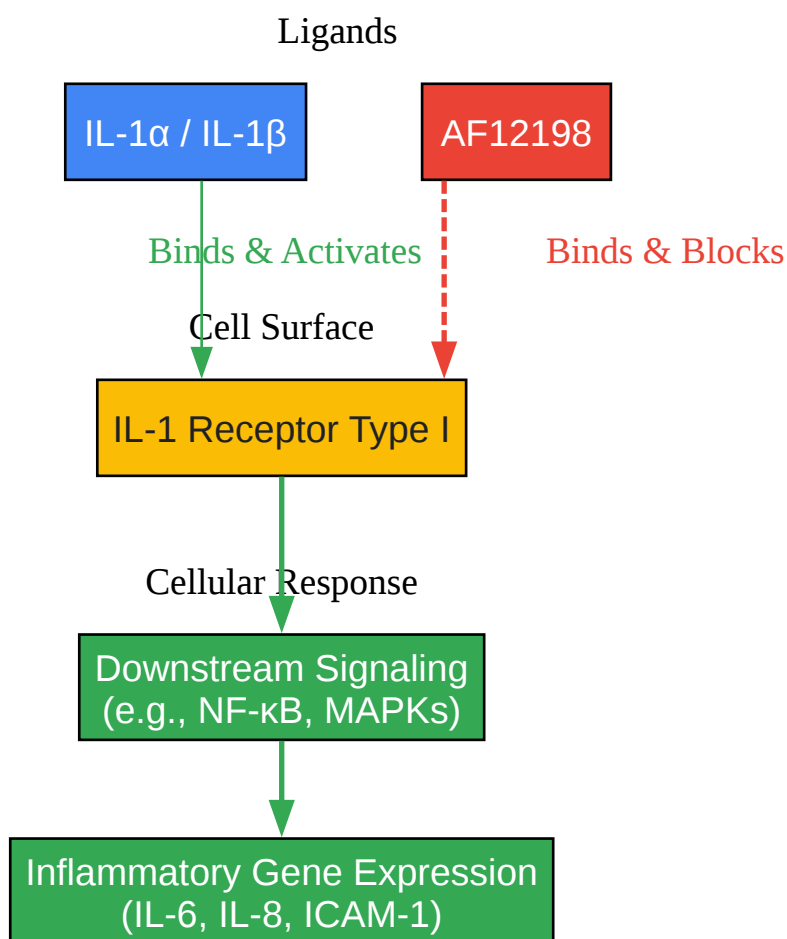 Ligands
IL-1α / IL-1β
AF12198
Binds & Activates
Binds & Blocks
Cell Surface
IL-1 Receptor Type I
Cellular Response
Downstream Signaling
(e.g., NF-κB, MAPKs)
Inflammatory Gene Expression
(IL-6, IL-8, ICAM-1)